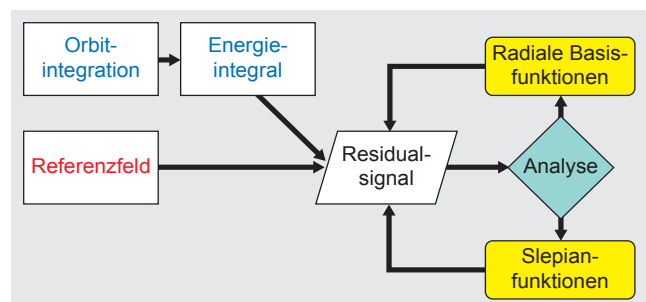 Orbit-
integration
Energie-
integral
Radiale Basis-
funktionen
Referenzfeld
Residual-
signal
Analyse
Slepian-
funktionen